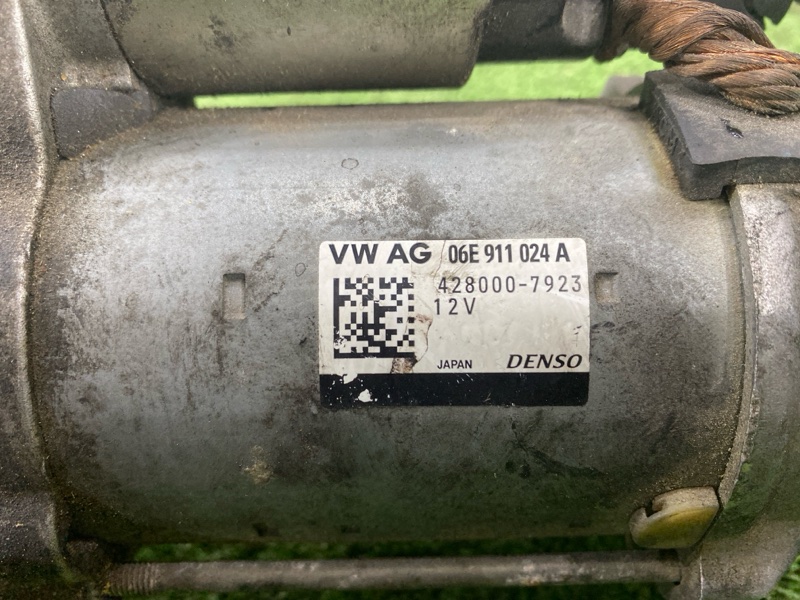 VW AG 06E 911 024 A
428000-7923
12V
JAPAN DENSO